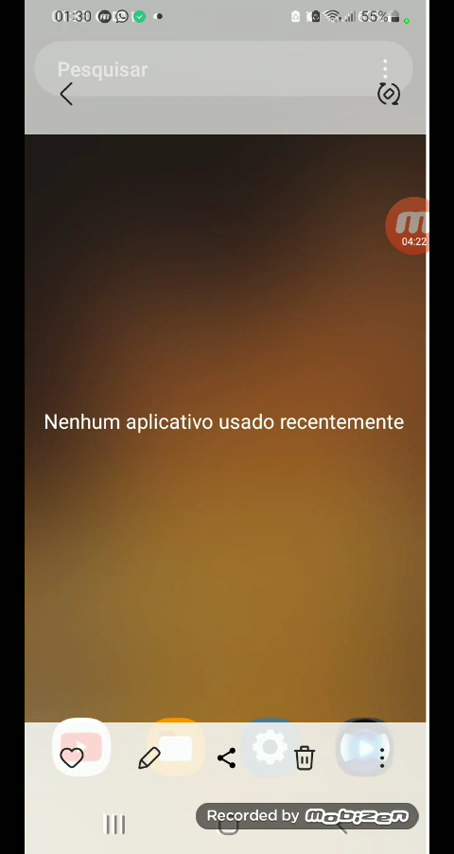 01:30
55%
Pesquisar
04:22
Nenhum aplicativo usado recentemente
Recorded by Mobizen